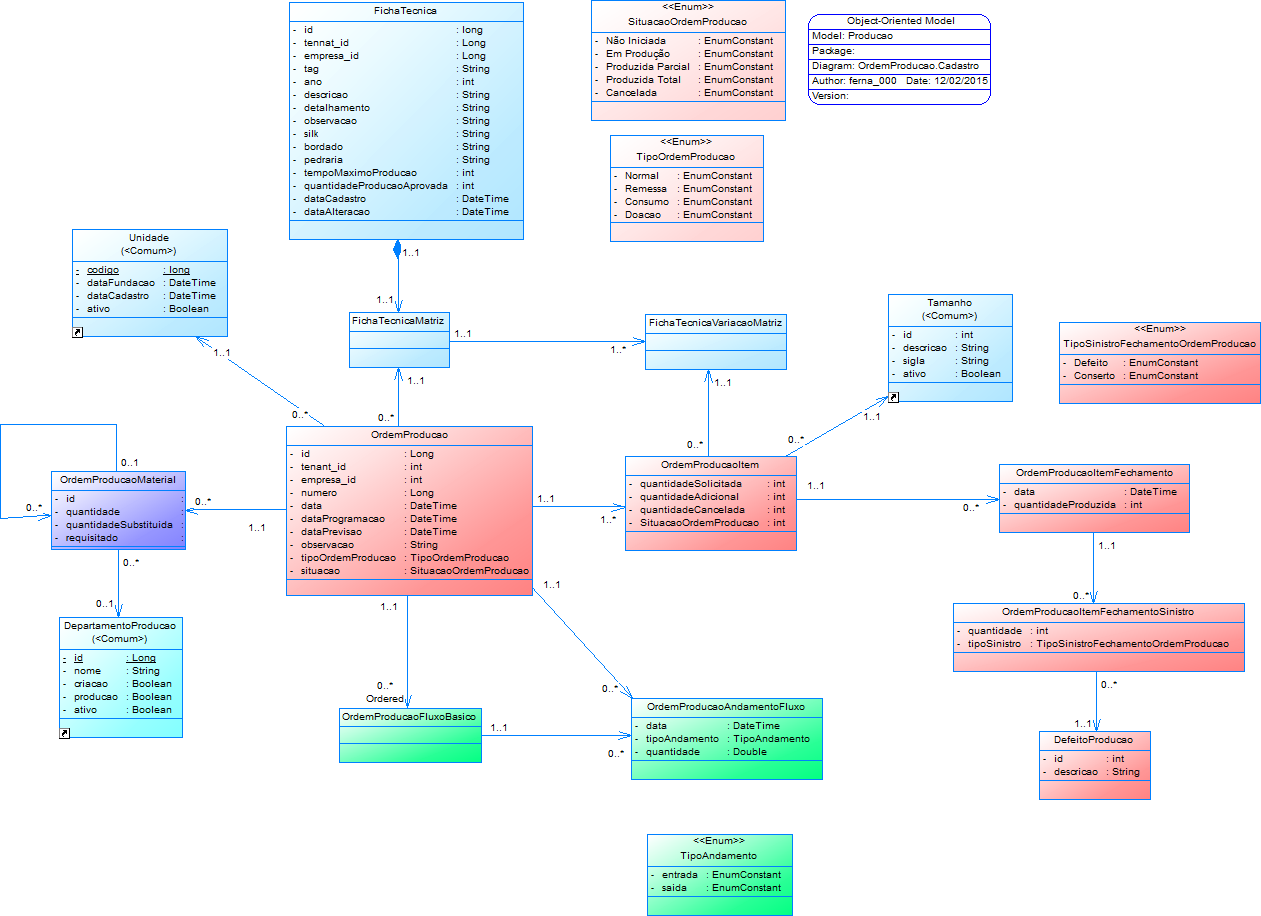 FichaTecnica
- id : long
- tennat_id : Long
- empresa_id : Long
- tag : String
- ano : int
- descricao : String
- detalhamento : String
- observacao : String
- silk : String
- bordado : String
- pedraria : String
- tempoMaximoProducao : int
- quantidadeProducaoAprovada : int
- dataCadastro : DateTime
- dataAlteracao : DateTime
<<Enum>>
SituacaoOrdemProducao
- Não Iniciada : EnumConstant
- Em Produção : EnumConstant
- Produzida Parcial : EnumConstant
- Produzida Total : EnumConstant
- Cancelada : EnumConstant
Object-Oriented Model
Model: Producao
Package:
Diagram: OrdemProducao.Cadastro
Author: ferna_000 Date: 12/02/2015
Version:
<<Enum>>
TipoOrdemProducao
- Normal : EnumConstant
- Remessa : EnumConstant
- Consumo : EnumConstant
- Doacao : EnumConstant
Unidade
(<Comum>)
- codigo : long
- dataFundacao : DateTime
- dataCadastro : DateTime
- ativo : Boolean
1..1
1..1
FichaTecnicaMatriz
1..1
1..*
FichaTecnicaVariacaoMatriz
Tamanho
(<Comum>)
- id : int
- descricao : String
- sigla : String
- ativo : Boolean
<<Enum>>
TipoSinistroFechamentoOrdemProducao
- Defeito : EnumConstant
- Conserto : EnumConstant
1..1
0..*
1..1
0..*
1..1
0..*
1..1
0..*
OrdemProducao
- id : Long
- tenant_id : int
- empresa_id : int
- numero : Long
- data : DateTime
- dataProgramacao : DateTime
- dataPrevisao : DateTime
- observacao : String
- tipoOrdemProducao : TipoOrdemProducao
- situacao : SituacaoOrdemProducao
0..1
0..*
OrdemProducaoMaterial
- id :
- quantidade :
- quantidadeSubstituida :
- requisitado :
0..*
1..1
1..1
1..*
OrdemProducaoItem
- quantidadeSolicitada : int
- quantidadeAdicional : int
- quantidadeCancelada : int
- SituacaoOrdemProducao : int
1..1
0..*
OrdemProducaoItemFechamento
- data : DateTime
- quantidadeProduzida : int
0..*
0..1
DepartamentoProducao
(<Comum>)
- id : Long
- nome : String
- criacao : Boolean
- producao : Boolean
- ativo : Boolean
1..1
0..*
Ordered
1..1
0..*
1..1
0..*
OrdemProducaoItemFechamentoSinistro
- quantidade : int
- tipoSinistro : TipoSinistroFechamentoOrdemProducao
OrdemProducaoFluxoBasico
1..1
0..*
OrdemProducaoAndamentoFluxo
- data : DateTime
- tipoAndamento : TipoAndamento
- quantidade : Double
0..*
1..1
DefeitoProducao
- id : int
- descricao : String
<<Enum>>
TipoAndamento
- entrada : EnumConstant
- saida : EnumConstant